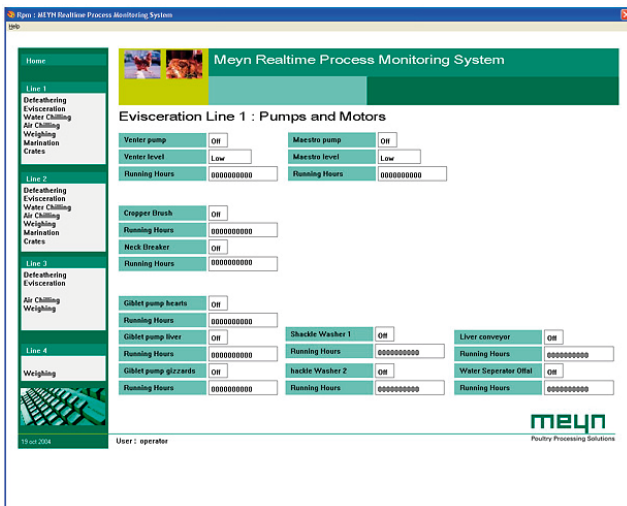 Rpm : MEYN Realtime Process Monitoring System
Help
Home
Meyn Realtime Process Monitoring System
Line 1
Defeathering
Evisceration
Water Chilling
Air Chilling
Weighing
Marination
Crates
Line 2
Defeathering
Evisceration
Water Chilling
Air Chilling
Weighing
Marination
Crates
Line 3
Defeathering
Evisceration
Air Chilling
Weighing
Line 4
Weighing
19 oct 2004
Evisceration Line 1 : Pumps and Motors
Venter pump Off Maestro pump Off
Venter level Low Maestro level Low
Running Hours 0000000000 Running Hours 0000000000
Cropper Brush Off
Running Hours 0000000000
Neck Breaker Off
Running Hours 0000000000
Giblet pump hearts Off
Running Hours 0000000000
Giblet pump liver Off Shackle Washer 1 Off Liver conveyor Off
Running Hours 0000000000 Running Hours 0000000000 Running Hours 0000000000
Giblet pump gizzards Off hackle Washer 2 Off Water Seperator Offal Off
Running Hours 0000000000 Running Hours 0000000000 Running Hours 0000000000
meyn
Poultry Processing Solutions
User : operator